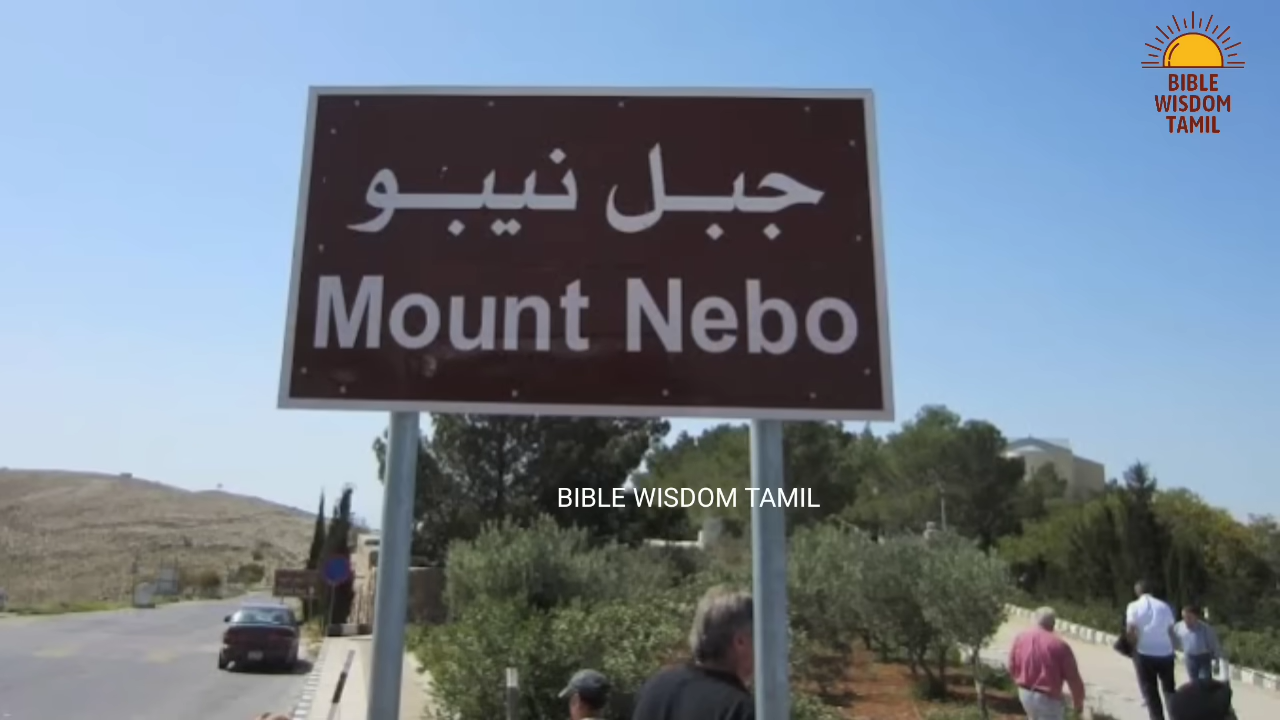 جبل نيبو
Mount Nebo
BIBLE WISDOM TAMIL
BIBLE
WISDOM
TAMIL